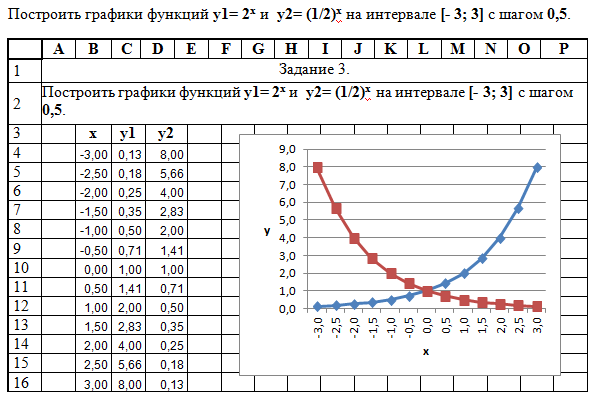 Построить графики функций y1= 2ˣ и y2= (1/2)ˣ на интервале [- 3; 3] с шагом 0,5.
A B C D E F G H I J K L M N O P
1 Задание 3.
2 Построить графики функций y1= 2ˣ и y2= (1/2)ˣ на интервале [- 3; 3] с шагом
0,5.
3 x y1 y2
4 -3,00 0,13 8,00
5 -2,50 0,18 5,66
6 -2,00 0,25 4,00
7 -1,50 0,35 2,83
8 -1,00 0,50 2,00
9 -0,50 0,71 1,41
10 0,00 1,00 1,00
11 0,50 1,41 0,71
12 1,00 2,00 0,50
13 1,50 2,83 0,35
14 2,00 4,00 0,25
15 2,50 5,66 0,18
16 3,00 8,00 0,13
9,0
8,0
7,0
6,0
5,0
4,0
3,0
2,0
1,0
0,0
y
-3,0 -2,5 -2,0 -1,5 -1,0 -0,5 0,0 0,5 1,0 1,5 2,0 2,5 3,0
x